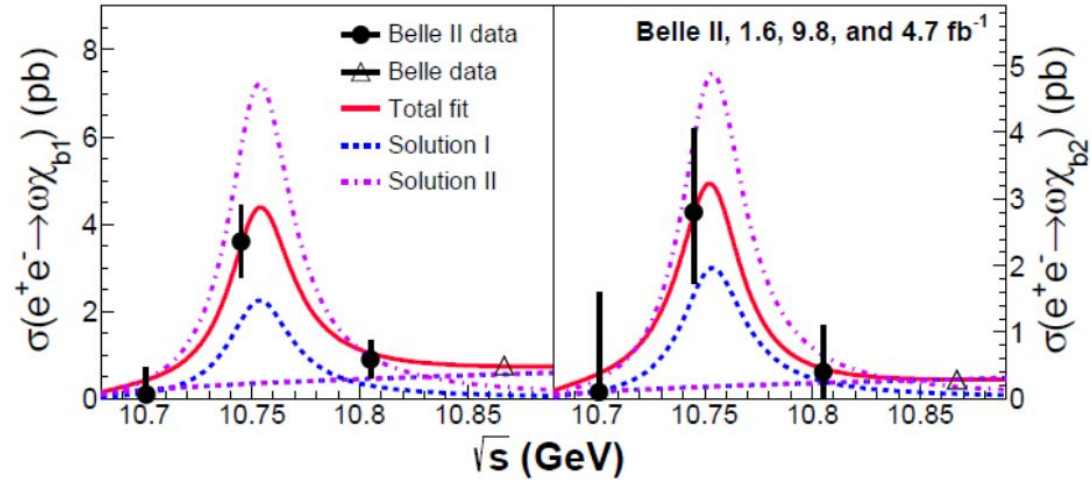 Belle II data
Belle data
Total fit
Solution I
Solution II
Belle II, 1.6, 9.8, and 4.7 fb⁻¹
σ(e⁺e⁻→ωχ_b1) (pb)
8
6
4
2
0
σ(e⁺e⁻→ωχ_b2) (pb)
5
4
3
2
1
0
10.7 10.75 10.8 10.85 10.7 10.75 10.8 10.85
√s (GeV)